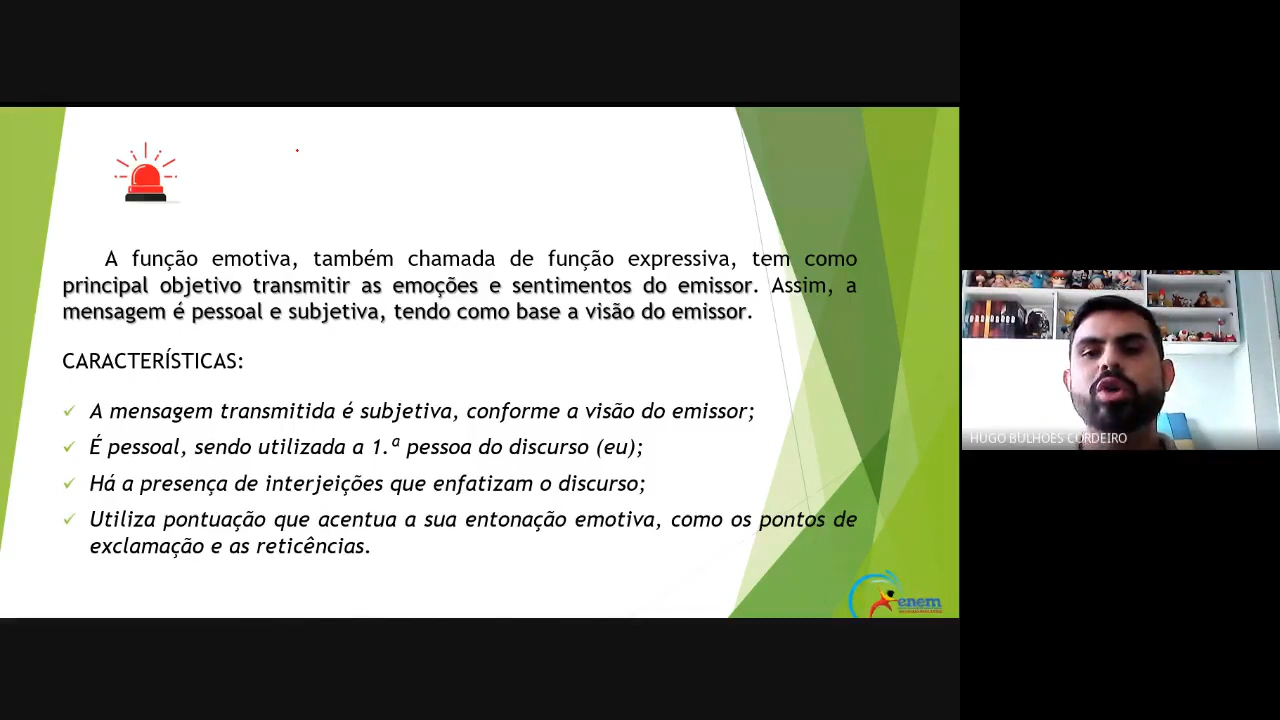 A função emotiva, também chamada de função expressiva, tem como
principal objetivo transmitir as emoções e sentimentos do emissor. Assim, a
mensagem é pessoal e subjetiva, tendo como base a visão do emissor.
CARACTERÍSTICAS:
A mensagem transmitida é subjetiva, conforme a visão do emissor;
É pessoal, sendo utilizada a 1.ª pessoa do discurso (eu);
Há a presença de interjeições que enfatizam o discurso;
Utiliza pontuação que acentua a sua entonação emotiva, como os pontos de
exclamação e as reticências.
enem
HUGO BULHOES CORDEIRO